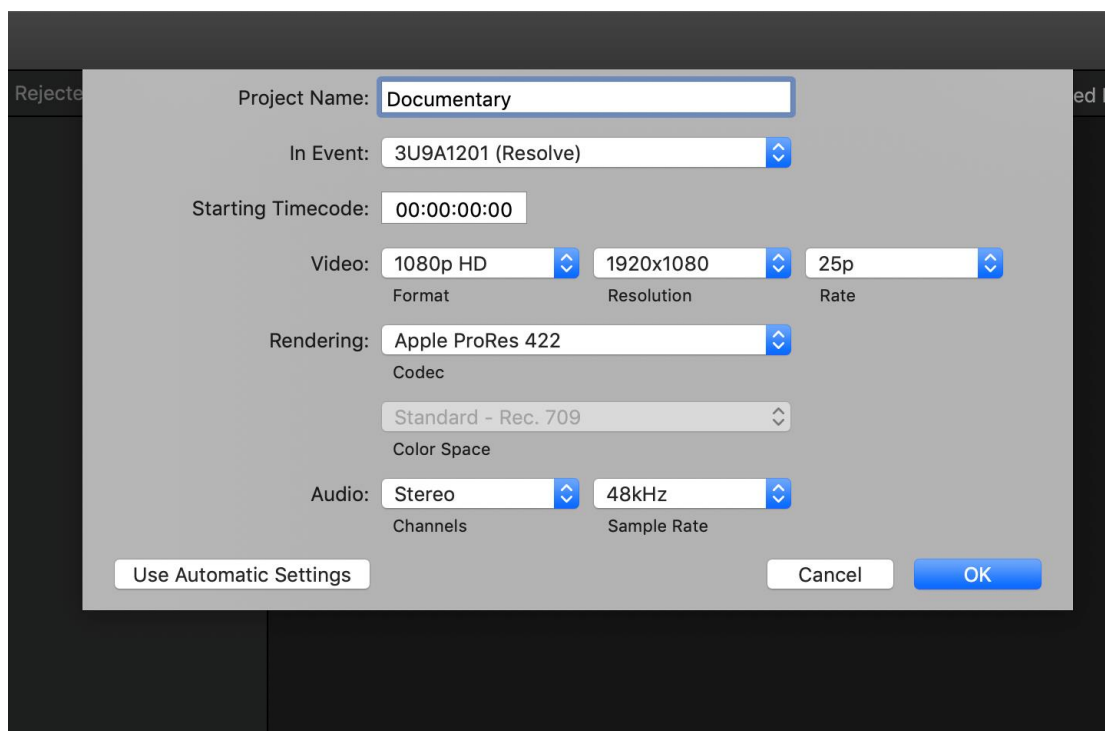 Rejecte
ed
Project Name: Documentary
In Event: 3U9A1201 (Resolve)
Starting Timecode: 00:00:00:00
Video: 1080p HD 1920x1080 25p
Format Resolution Rate
Rendering: Apple ProRes 422
Codec
Standard - Rec. 709
Color Space
Audio: Stereo 48kHz
Channels Sample Rate
Use Automatic Settings Cancel OK